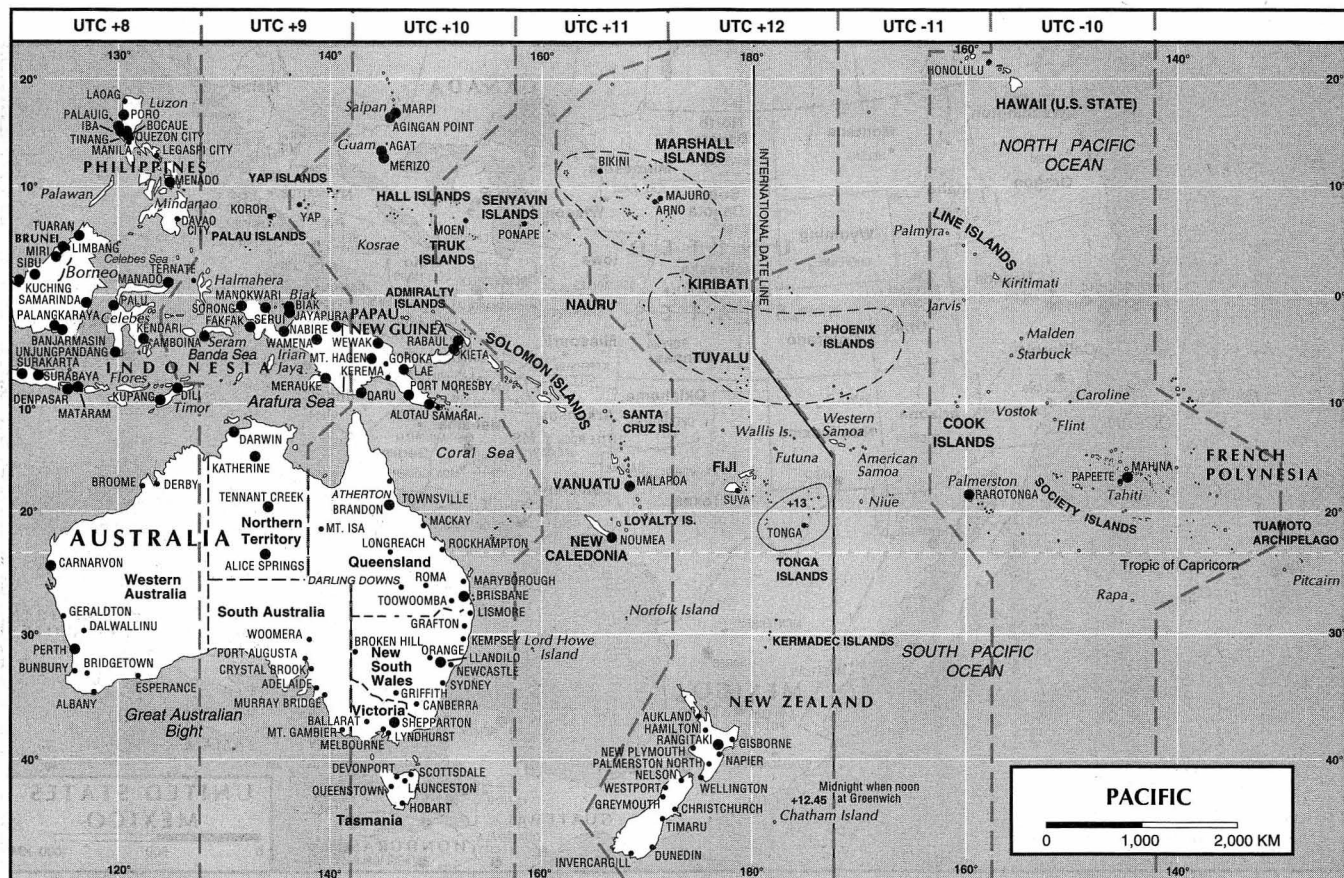 UTC +8
UTC +9
UTC +10
UTC +11
UTC +12
UTC -11
UTC -10
130°
140°
160°
180°
160°
140°
20°
20°
LAOAG
Luzon
PALAUIG
PORO
IBA
BOCAUE
TINANG
QUEZON CITY
MANILA
LEGASPI CITY
PHILIPPINES
MENADO
Palawan
Mindanao
DAVAO
CITY
Saipan
MARPI
AGINGAN POINT
Guam
AGAT
MERIZO
YAP ISLANDS
HALL ISLANDS
KOROR
YAP
PALAU ISLANDS
SENYAVIN
ISLANDS
MOEN
PONAPE
Kosrae
TRUK
ISLANDS
MARSHALL
ISLANDS
BIKINI
MAJURO
ARNO
INTERNATIONAL DATE LINE
HONOLULU
HAWAII (U.S. STATE)
NORTH PACIFIC
OCEAN
10°
10°
Palmyra
LINE ISLANDS
Kiritimati
Jarvis
Malden
Starbuck
0°
0°
TUARAN
BRUNEI
LIMBANG
MIRI
SIBU
Celebes Sea
TERNATE
Borneo
MANADO
Halmahera
KUCHING
SAMARINDA
PALU
PALANGKARAYA
Celebes
KENDARI
BANJARMASIN
AMBOINA
UNJUNGPANDANG
Seram
Banda Sea
SURAKARTA
INDONESIA
SURABAYA
Flores
DENPASAR
MATARAM
KUPANG
DILI
Timor
MANOKWARI
Biak
SORONG
BIAK
JAYAPURA
FAKFAK
SERUI
NABIRE
WAMENA
Irian
Jaya
MERAUKE
Arafura Sea
ADMIRALTY
ISLANDS
PAPAU
NEW GUINEA
WEWAK
RABAUL
MT. HAGEN
GOROKA
KIETA
KEREMA
LAE
PORT MORESBY
DARU
ALOTAU
SAMARAI
SOLOMON ISLANDS
NAURU
KIRIBATI
PHOENIX
ISLANDS
TUVALU
10°
10°
SANTA
CRUZ ISL.
Wallis Is.
Western
Samoa
Futuna
American
Samoa
Niue
FIJI
SUVA
+13
TONGA
TONGA
ISLANDS
VANUATU
MALAPOA
LOYALTY IS.
NEW
CALEDONIA
NOUMEA
Coral Sea
Vostok
Caroline
Flint
COOK
ISLANDS
Palmerston
RAROTONGA
SOCIETY ISLANDS
PAPEETE
MAHINA
Tahiti
FRENCH
POLYNESIA
TUAMOTO
ARCHIPELAGO
Tropic of Capricorn
Pitcairn
Rapa
20°
20°
DARWIN
KATHERINE
BROOME
DERBY
TENNANT CREEK
Northern
Territory
ALICE SPRINGS
AUSTRALIA
CARNARVON
Western
Australia
GERALDTON
DALWALLINU
PERTH
BUNBURY
BRIDGETOWN
ESPERANCE
ALBANY
Great Australian
Bight
ATHERTON
BRANDON
TOWNSVILLE
MT. ISA
MACKAY
LONGREACH
ROCKHAMPTON
Queensland
DARLING DOWNS
ROMA
MARYBOROUGH
TOOWOOMBA
BRISBANE
LISMORE
South Australia
WOOMERA
PORT AUGUSTA
CRYSTAL BROOK
ADELAIDE
MURRAY BRIDGE
BROKEN HILL
GRAFTON
KEMPSEY
ORANGE
LLANDILO
New
South
Wales
NEWCASTLE
SYDNEY
GRIFFITH
CANBERRA
Victoria
SHEPPARTON
BALLARAT
MT. GAMBIER
LYNDHURST
MELBOURNE
DEVONPORT
SCOTTSDALE
QUEENSTOWN
LAUNCESTON
HOBART
Tasmania
Lord Howe
Island
Norfolk Island
KERMADEC ISLANDS
SOUTH PACIFIC
OCEAN
30°
30°
NEW ZEALAND
AUKLAND
HAMILTON
RANGITAKI
GISBORNE
NEW PLYMOUTH
PALMERSTON NORTH
NAPIER
NELSON
WESTPORT
WELLINGTON
GREYMOUTH
CHRISTCHURCH
TIMARU
DUNEDIN
INVERCARGILL
Midnight when noon
+12.45 at Greenwich
Chatham Island
40°
40°
PACIFIC
0
1,000
2,000 KM
120°
140°
160°
180°
160°
140°